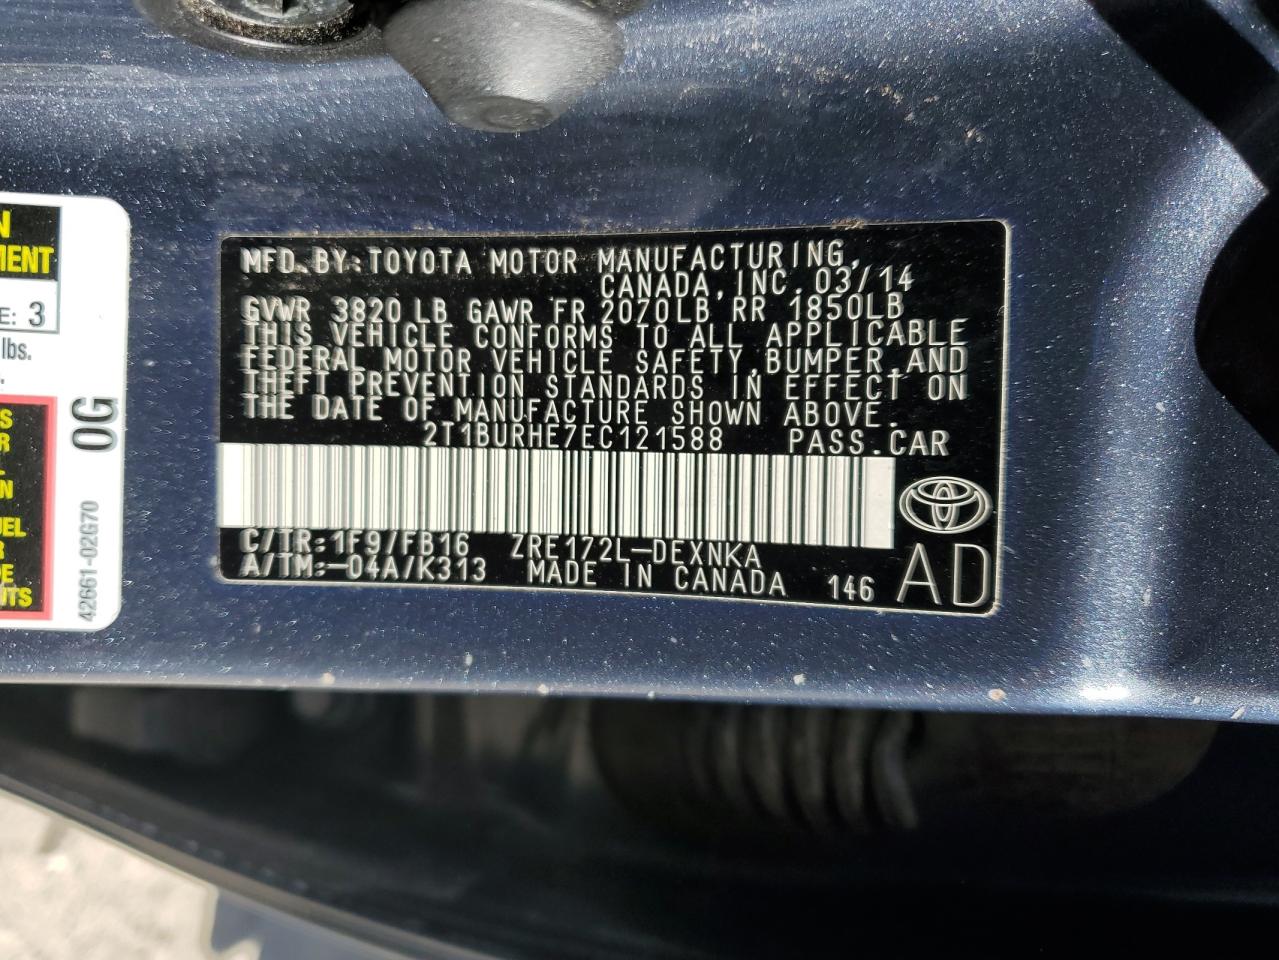 N
MENT
E: 3
lbs.
S
R
L
N
UEL
R
DE
UTS
0G
42661-02G70
MFD.BY:TOYOTA MOTOR MANUFACTURING,
CANADA,INC.03/14
GVWR 3820 LB GAWR FR 2070LB RR 1850LB
THIS VEHICLE CONFORMS TO ALL APPLICABLE
FEDERAL MOTOR VEHICLE SAFETY,BUMPER,AND
THEFT PREVENTION STANDARDS IN EFFECT ON
THE DATE OF MANUFACTURE SHOWN ABOVE.
2T1BURHE7EC121588 PASS.CAR
C/TR:1F9/FB16 ZRE172L-DEXNKA
A/TM:-04A/K313 MADE IN CANADA 146 AD